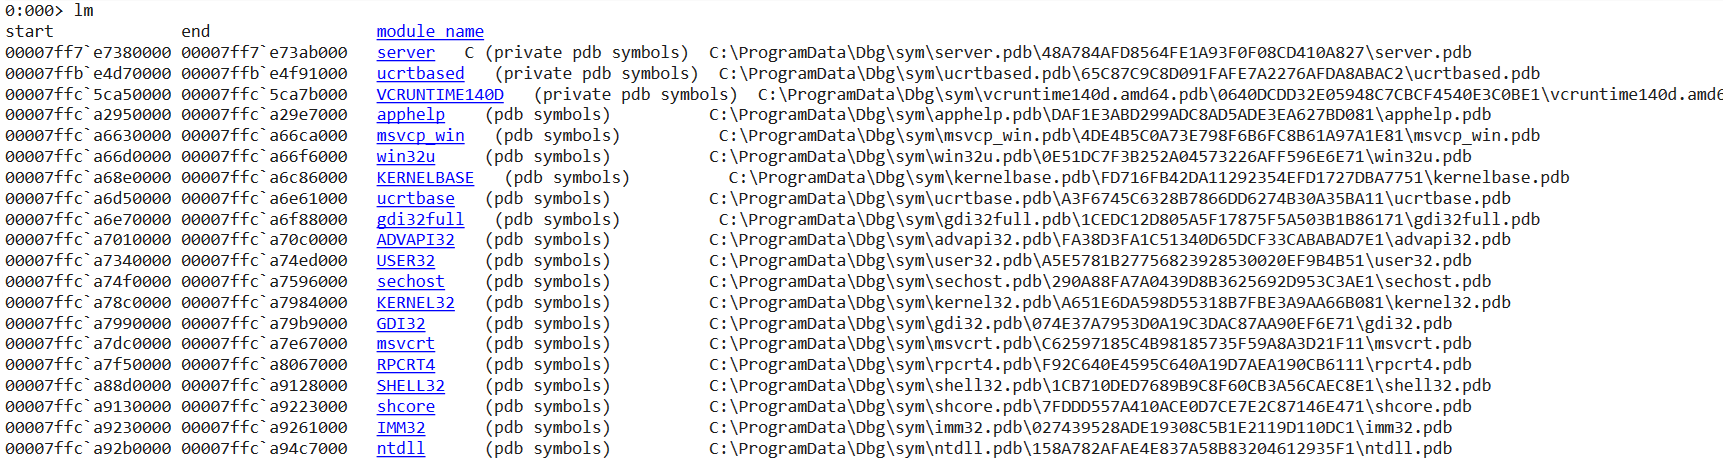 0:000> lm
start             end                 module name
00007ff7`e7380000 00007ff7`e73ab000   server   C (private pdb symbols)  C:\ProgramData\Dbg\sym\server.pdb\48A784AFD8564FE1A93F0F08CD410A827\server.pdb
00007ffb`e4d70000 00007ffb`e4f91000   ucrtbased   (private pdb symbols)  C:\ProgramData\Dbg\sym\ucrtbased.pdb\65C87C9C8D091FAFE7A2276AFDA8ABAC2\ucrtbased.pdb
00007ffc`5ca50000 00007ffc`5ca7b000   VCRUNTIME140D   (private pdb symbols)  C:\ProgramData\Dbg\sym\vcruntime140d.amd64.pdb\0640DCDD32E05948C7CBCF4540E3C0BE1\vcruntime140d.amd6
00007ffc`a2950000 00007ffc`a29e7000   apphelp    (pdb symbols)          C:\ProgramData\Dbg\sym\apphelp.pdb\DAF1E3ABD299ADC8AD5ADE3EA627BD081\apphelp.pdb
00007ffc`a6630000 00007ffc`a66ca000   msvcp_win   (pdb symbols)          C:\ProgramData\Dbg\sym\msvcp_win.pdb\4DE4B5C0A73E798F6B6FC8B61A97A1E81\msvcp_win.pdb
00007ffc`a66d0000 00007ffc`a66f6000   win32u     (pdb symbols)          C:\ProgramData\Dbg\sym\win32u.pdb\0E51DC7F3B252A04573226AFF596E6E71\win32u.pdb
00007ffc`a68e0000 00007ffc`a6c86000   KERNELBASE   (pdb symbols)          C:\ProgramData\Dbg\sym\kernelbase.pdb\FD716FB42DA11292354EFD1727DBA7751\kernelbase.pdb
00007ffc`a6d50000 00007ffc`a6e61000   ucrtbase   (pdb symbols)          C:\ProgramData\Dbg\sym\ucrtbase.pdb\A3F6745C6328B7866DD6274B30A35BA11\ucrtbase.pdb
00007ffc`a6e70000 00007ffc`a6f88000   gdi32full   (pdb symbols)          C:\ProgramData\Dbg\sym\gdi32full.pdb\1CEDC12D805A5F17875F5A503B1B86171\gdi32full.pdb
00007ffc`a7010000 00007ffc`a70c0000   ADVAPI32   (pdb symbols)          C:\ProgramData\Dbg\sym\advapi32.pdb\FA38D3FA1C51340D65DCF33CABABAD7E1\advapi32.pdb
00007ffc`a7340000 00007ffc`a74ed000   USER32     (pdb symbols)          C:\ProgramData\Dbg\sym\user32.pdb\A5E5781B27756823928530020EF9B4B51\user32.pdb
00007ffc`a74f0000 00007ffc`a7596000   sechost    (pdb symbols)          C:\ProgramData\Dbg\sym\sechost.pdb\290A88FA7A0439D8B3625692D953C3AE1\sechost.pdb
00007ffc`a78c0000 00007ffc`a7984000   KERNEL32   (pdb symbols)          C:\ProgramData\Dbg\sym\kernel32.pdb\A651E6DA598D55318B7FBE3A9AA66B081\kernel32.pdb
00007ffc`a7990000 00007ffc`a79b9000   GDI32      (pdb symbols)          C:\ProgramData\Dbg\sym\gdi32.pdb\074E37A7953D0A19C3DAC87AA90EF6E71\gdi32.pdb
00007ffc`a7dc0000 00007ffc`a7e67000   msvcrt     (pdb symbols)          C:\ProgramData\Dbg\sym\msvcrt.pdb\C62597185C4B98185735F59A8A3D21F11\msvcrt.pdb
00007ffc`a7f50000 00007ffc`a8067000   RPCRT4     (pdb symbols)          C:\ProgramData\Dbg\sym\rpcrt4.pdb\F92C640E4595C640A19D7AEA190CB6111\rpcrt4.pdb
00007ffc`a88d0000 00007ffc`a9128000   SHELL32    (pdb symbols)          C:\ProgramData\Dbg\sym\shell32.pdb\1CB710DED7689B9C8F60CB3A56CAEC8E1\shell32.pdb
00007ffc`a9130000 00007ffc`a9223000   shcore     (pdb symbols)          C:\ProgramData\Dbg\sym\shcore.pdb\7FDDD557A410ACE0D7CE7E2C87146E471\shcore.pdb
00007ffc`a9230000 00007ffc`a9261000   IMM32      (pdb symbols)          C:\ProgramData\Dbg\sym\imm32.pdb\027439528ADE19308C5B1E2119D110DC1\imm32.pdb
00007ffc`a92b0000 00007ffc`a94c7000   ntdll      (pdb symbols)          C:\ProgramData\Dbg\sym\ntdll.pdb\158A782AFAE4E837A58B83204612935F1\ntdll.pdb